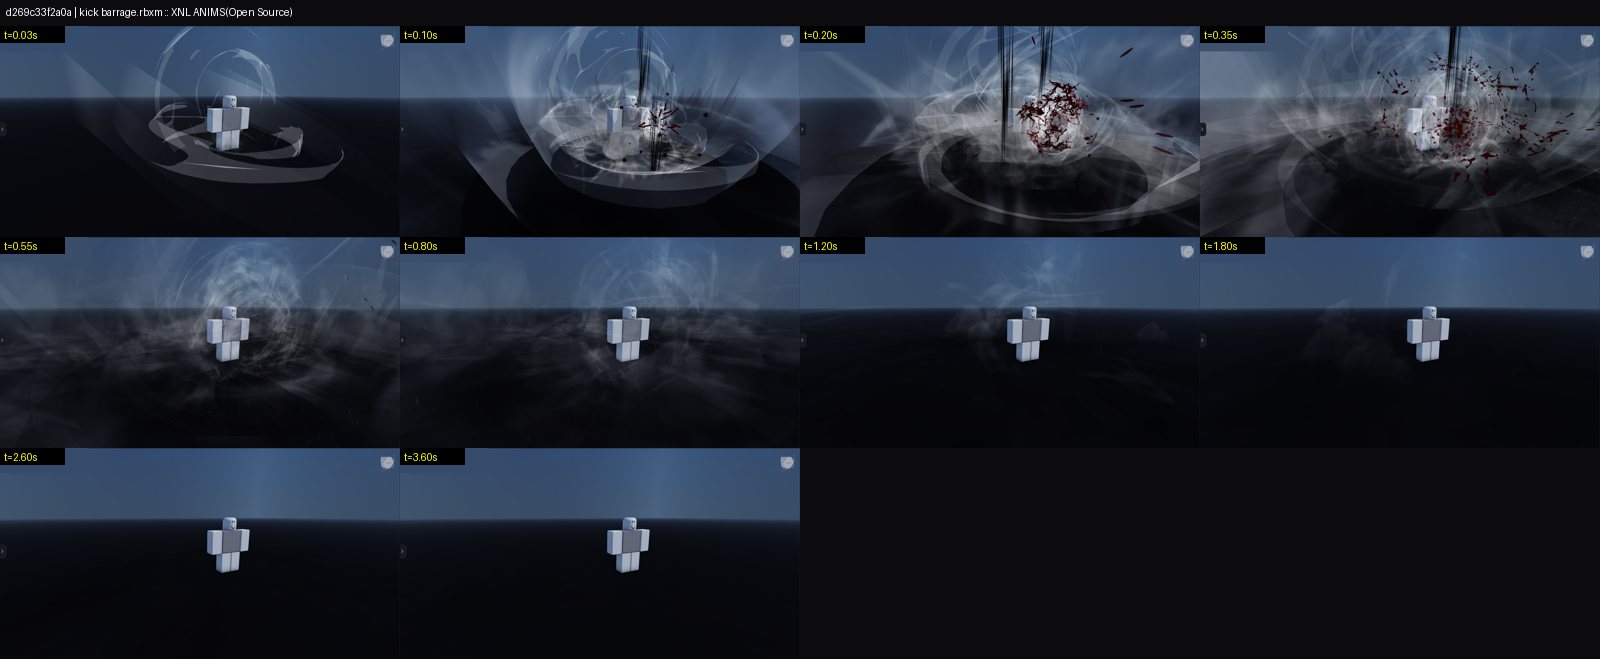 d269c33f2a0a | kick barrage.rbxm :: XNL ANIMS(Open Source)
t=0.03s
t=0.10s
t=0.20s
t=0.35s
t=0.55s
t=0.80s
t=1.20s
t=1.80s
t=2.60s
t=3.60s